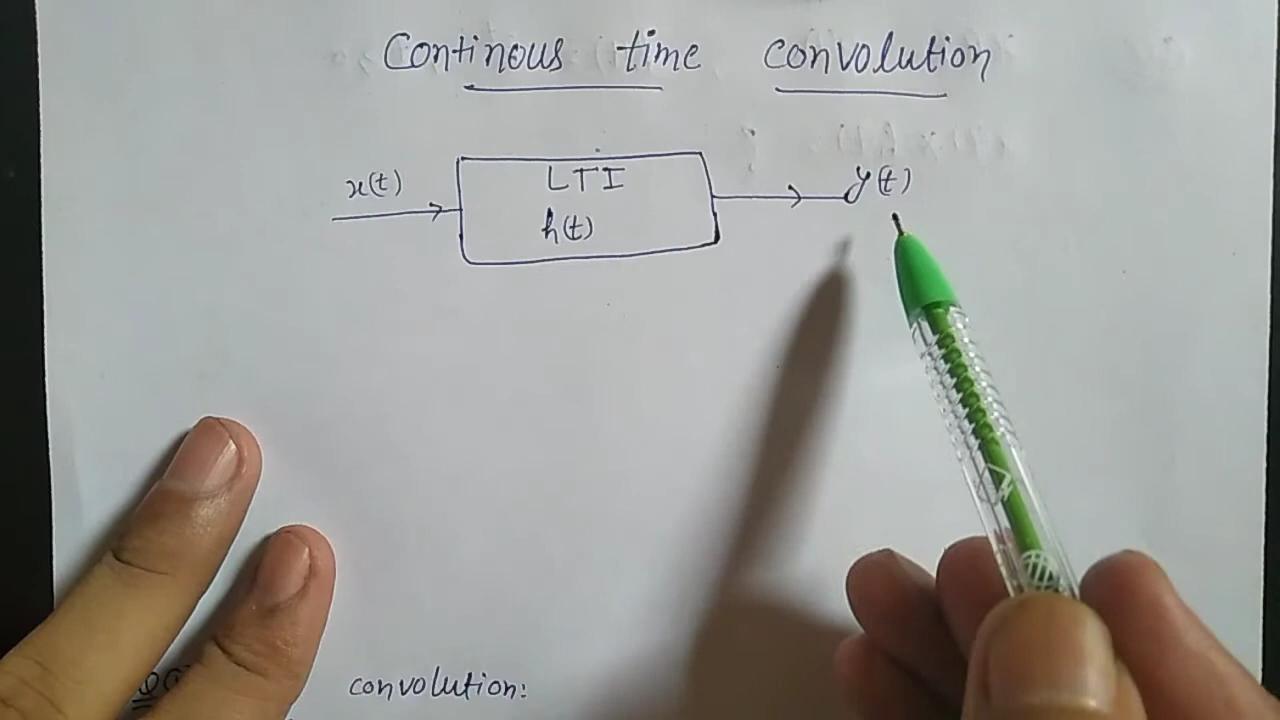 Continous time convolution
x(t)
LTI
h(t)
y(t)
convolution: